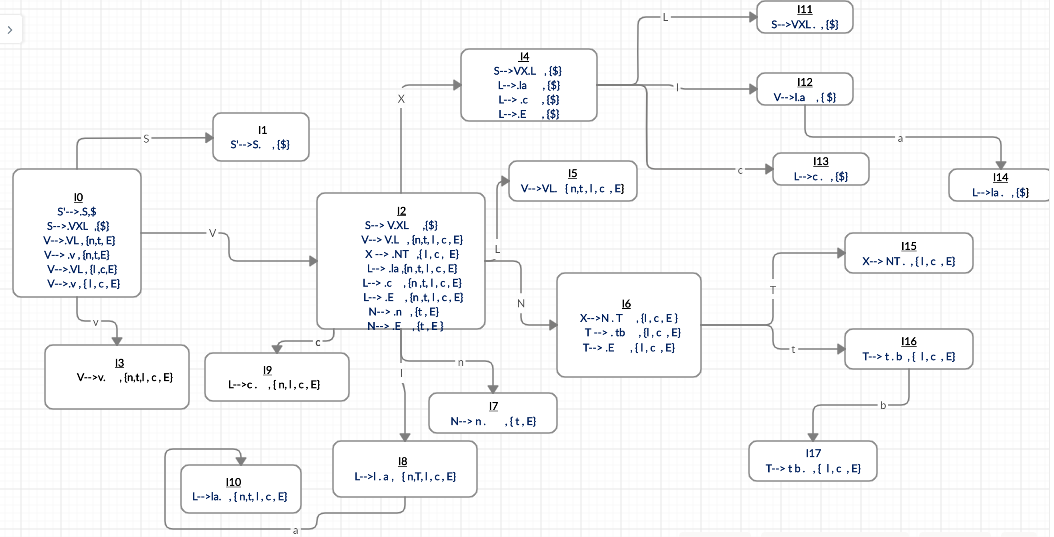 I0
S'-->.S,$
S-->.VXL ,{$}
V-->.VL , {n,t, E}
V--> .v , {n,t,E}
V-->.VL , {l ,c,E}
V-->.v , { l , c , E}
S
I1
S'-->S. , {$}
V
v
I3
V-->v. , {n,t,l , c , E}
I2
S--> V.XL ,{$}
V--> V.L , {n,t, l , c , E}
X --> .NT ,{ l , c , E}
L--> .la ,{n,t, l , c , E}
L--> .c , {n,t, l , c , E}
L--> .E , {n,t, l , c , E}
N--> .n , {t , E}
N--> .E , {t , E }
X
I4
S-->VX.L , {$}
L-->.la , {$}
L--> .c , {$}
L-->.E , {$}
L
I11
S-->VXL . , {$}
l
I12
V-->l.a , { $}
a
c
I13
L-->c . , {$}
I14
L-->la . , {$}
L
I5
V-->VL. { n,t, l , c , E}
N
I6
X-->N . T , {l , c , E }
T --> . tb , {l , c , E}
T--> .E , { l , c , E}
T
I15
X--> NT . , { l , c , E}
t
I16
T--> t . b , { l , c , E}
b
I17
T--> t b . , { l , c , E}
c
I9
L-->c . , { n, l , c , E}
n
I7
N--> n . , { t , E}
l
I8
L-->l . a , { n,T, l , c , E}
a
I10
L-->la. , { n,t, l , c , E}